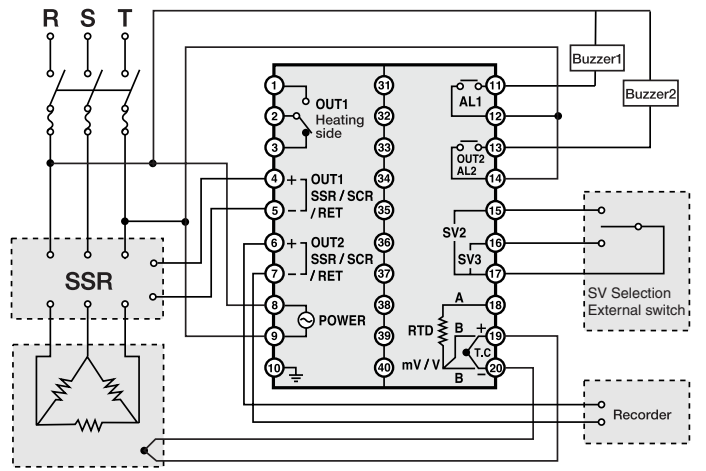 R S T
Buzzer1
Buzzer2
1 31 11
OUT1
Heating
side
AL1
2 32 12
3 33 13
OUT2
AL2
4 34 14
+ OUT1
SSR / SCR
/ RET
5 35 15
−
SV2
6 36 16
+ OUT2
SSR / SCR
/ RET
SV3
7 37 17
−
SSR
SV Selection
External switch
8 38 18
POWER
A
RTD
B +
9 39 19
T.C
10 40 20
mV / V
B −
Recorder